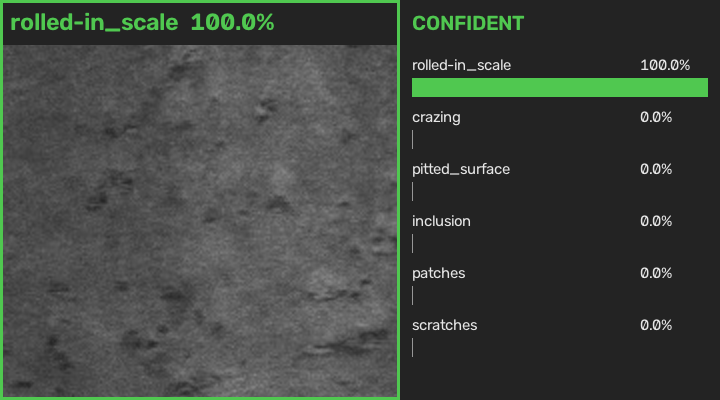 rolled-in_scale 100.0%
CONFIDENT
rolled-in_scale 100.0%
crazing 0.0%
pitted_surface 0.0%
inclusion 0.0%
patches 0.0%
scratches 0.0%